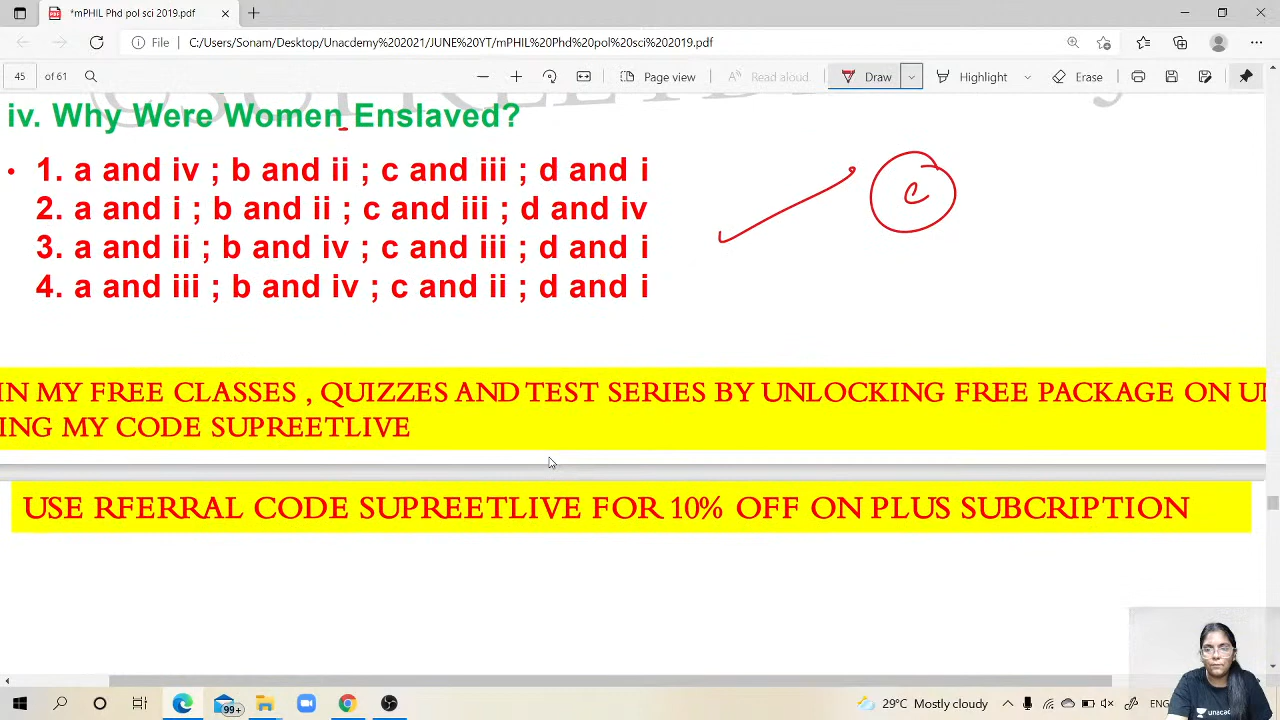 *mPHIL Phd pol sci 2019.pdf
File C:/Users/Sonam/Desktop/Unacdemy%202021/JUNE%20YT/mPHIL%20Phd%20pol%20sci%202019.pdf
45 of 61 Page view Read aloud Draw Highlight Erase
iv. Why Were Women Enslaved?
• 1. a and iv ; b and ii ; c and iii ; d and i
2. a and i ; b and ii ; c and iii ; d and iv
3. a and ii ; b and iv ; c and iii ; d and i
4. a and iii ; b and iv ; c and ii ; d and i
c
IN MY FREE CLASSES , QUIZZES AND TEST SERIES BY UNLOCKING FREE PACKAGE ON
ING MY CODE SUPREETLIVE
USE RFERRAL CODE SUPREETLIVE FOR 10% OFF ON PLUS SUBCRIPTION
99+
29°C Mostly cloudy
ENG